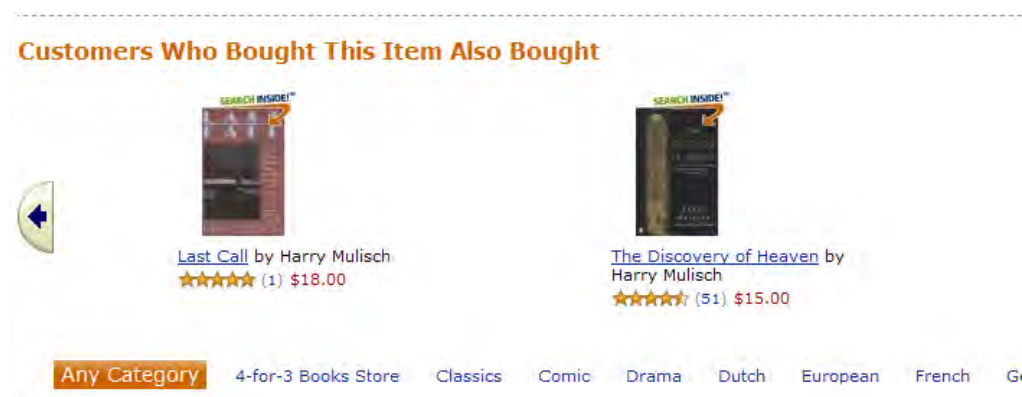 Customers Who Bought This Item Also Bought
SEARCH INSIDE!™
SEARCH INSIDE!™
Last Call by Harry Mulisch
(1) $18.00
The Discovery of Heaven by
Harry Mulisch
(51) $15.00
Any Category 4-for-3 Books Store Classics Comic Drama Dutch European French